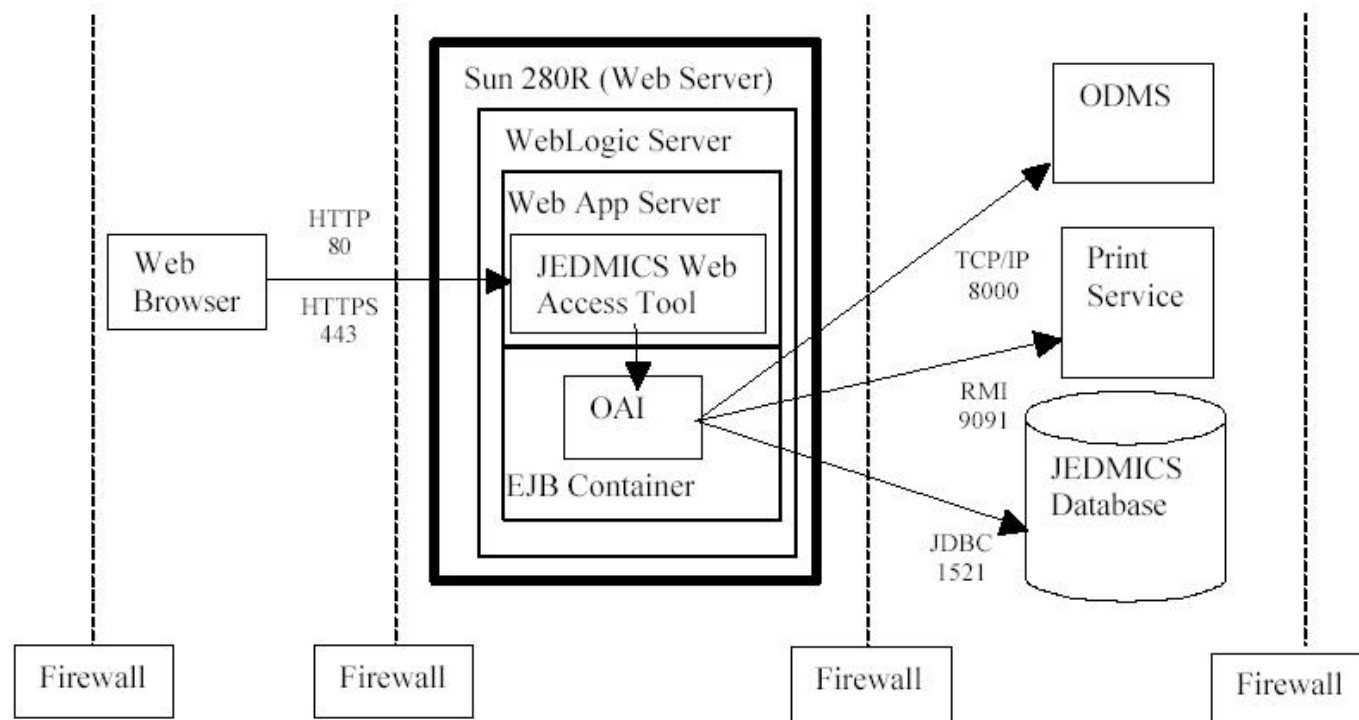 Sun 280R (Web Server)
WebLogic Server
Web App Server
JEDMICS Web
Access Tool
OAI
EJB Container
Web
Browser
HTTP
80
HTTPS
443
ODMS
TCP/IP
8000
Print
Service
RMI
9091
JEDMICS
Database
JDBC
1521
Firewall
Firewall
Firewall
Firewall